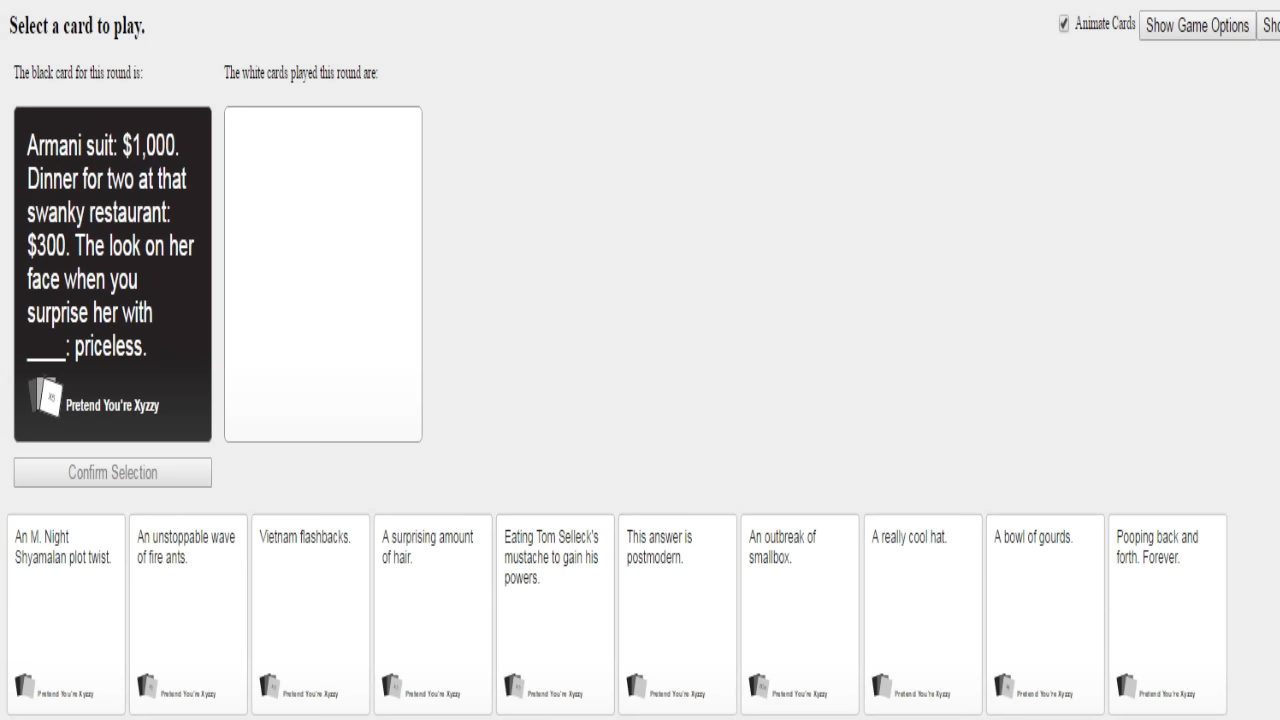 Select a card to play.
Animate Cards
Show Game Options
Sho
The black card for this round is:
The white cards played this round are:
Armani suit: $1,000.
Dinner for two at that
swanky restaurant:
$300. The look on her
face when you
surprise her with
____: priceless.
Pretend You're Xyzzy
Confirm Selection
An M. Night
Shyamalan plot twist.
Pretend You're Xyzzy
An unstoppable wave
of fire ants.
Pretend You're Xyzzy
Vietnam flashbacks.
Pretend You're Xyzzy
A surprising amount
of hair.
Pretend You're Xyzzy
Eating Tom Selleck's
mustache to gain his
powers.
Pretend You're Xyzzy
This answer is
postmodern.
Pretend You're Xyzzy
An outbreak of
smallbox.
Pretend You're Xyzzy
A really cool hat.
Pretend You're Xyzzy
A bowl of gourds.
Pretend You're Xyzzy
Pooping back and
forth. Forever.
Pretend You're Xyzzy